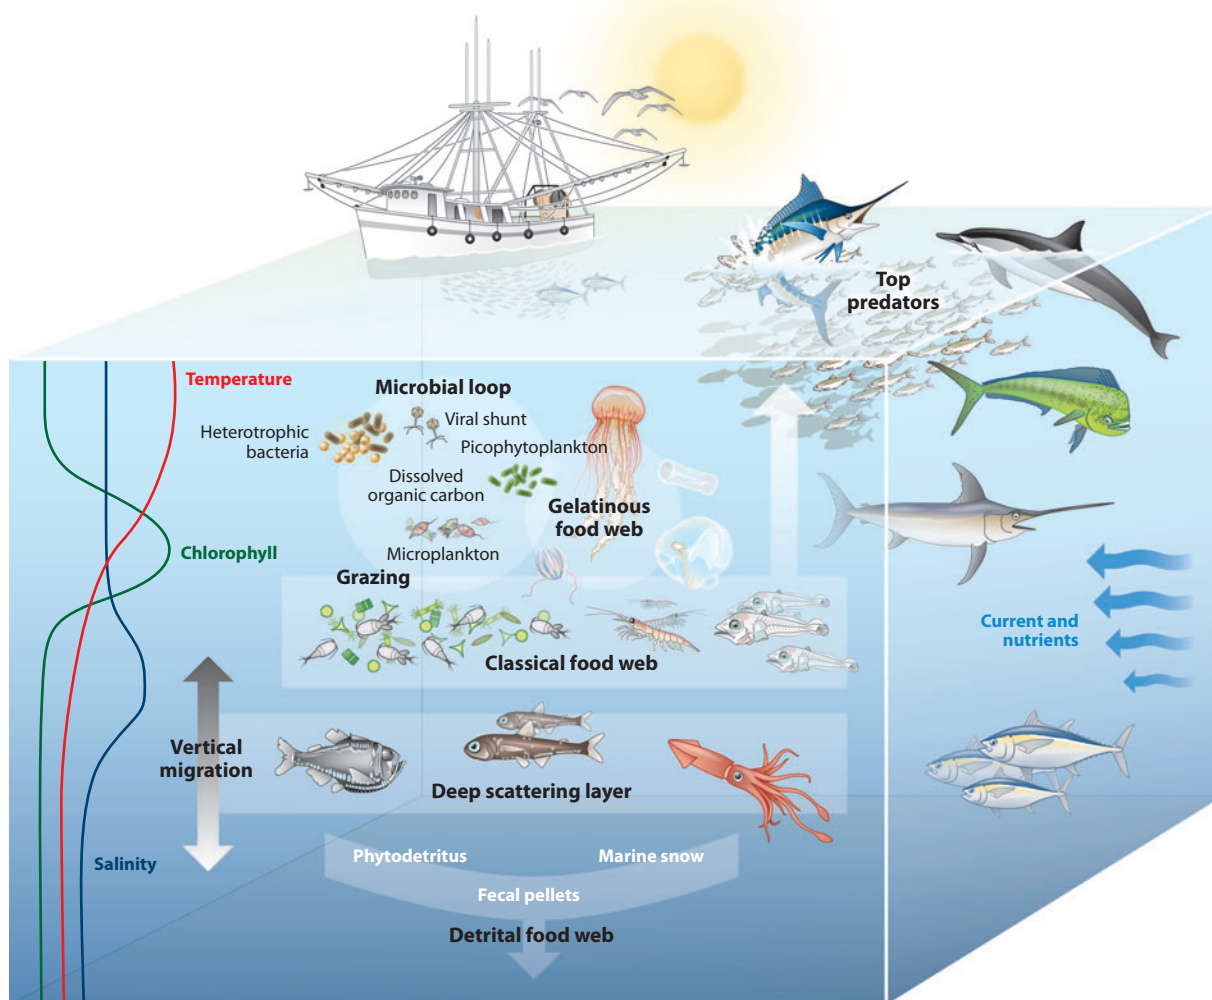 Top
predators
Temperature
Microbial loop
Viral shunt
Heterotrophic
bacteria
Picophytoplankton
Dissolved
organic carbon
Gelatinous
food web
Chlorophyll
Microplankton
Grazing
Current and
nutrients
Classical food web
Vertical
migration
Deep scattering layer
Salinity
Phytodetritus
Marine snow
Fecal pellets
Detrital food web